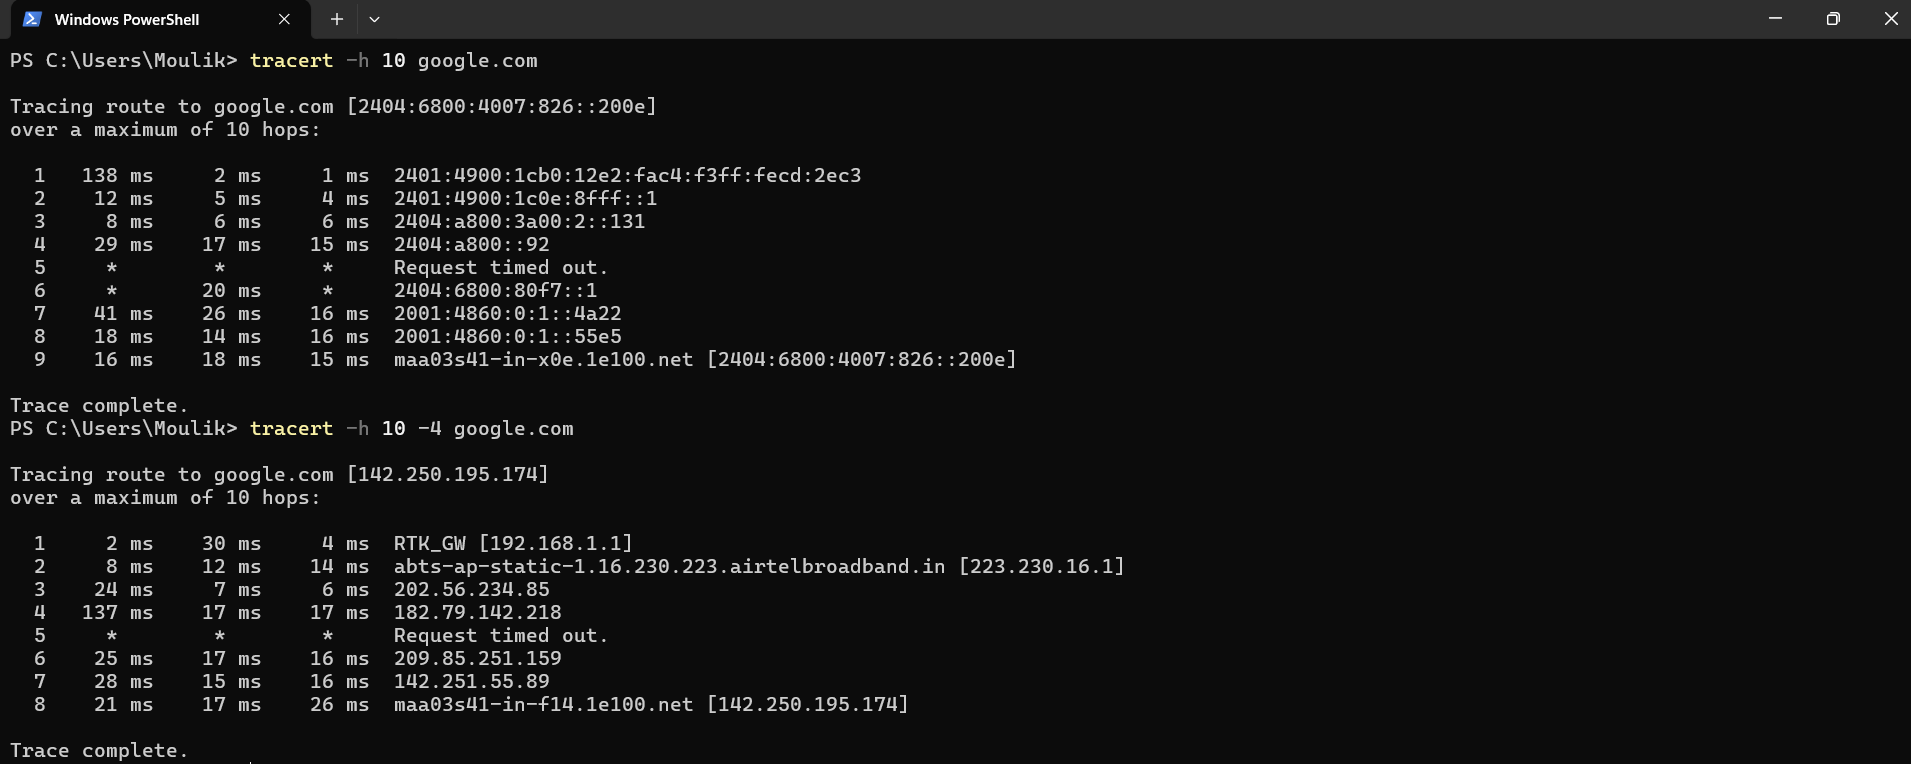 Windows PowerShell
PS C:\Users\Moulik> tracert -h 10 google.com
Tracing route to google.com [2404:6800:4007:826::200e]
over a maximum of 10 hops:
1 138 ms 2 ms 1 ms 2401:4900:1cb0:12e2:fac4:f3ff:fecd:2ec3
2 12 ms 5 ms 4 ms 2401:4900:1c0e:8fff::1
3 8 ms 6 ms 6 ms 2404:a800:3a00:2::131
4 29 ms 17 ms 15 ms 2404:a800::92
5 * * * Request timed out.
6 * 20 ms * 2404:6800:80f7::1
7 41 ms 26 ms 16 ms 2001:4860:0:1::4a22
8 18 ms 14 ms 16 ms 2001:4860:0:1::55e5
9 16 ms 18 ms 15 ms maa03s41-in-x0e.1e100.net [2404:6800:4007:826::200e]
Trace complete.
PS C:\Users\Moulik> tracert -h 10 -4 google.com
Tracing route to google.com [142.250.195.174]
over a maximum of 10 hops:
1 2 ms 30 ms 4 ms RTK_GW [192.168.1.1]
2 8 ms 12 ms 14 ms abts-ap-static-1.16.230.223.airtelbroadband.in [223.230.16.1]
3 24 ms 7 ms 6 ms 202.56.234.85
4 137 ms 17 ms 17 ms 182.79.142.218
5 * * * Request timed out.
6 25 ms 17 ms 16 ms 209.85.251.159
7 28 ms 15 ms 16 ms 142.251.55.89
8 21 ms 17 ms 26 ms maa03s41-in-f14.1e100.net [142.250.195.174]
Trace complete.